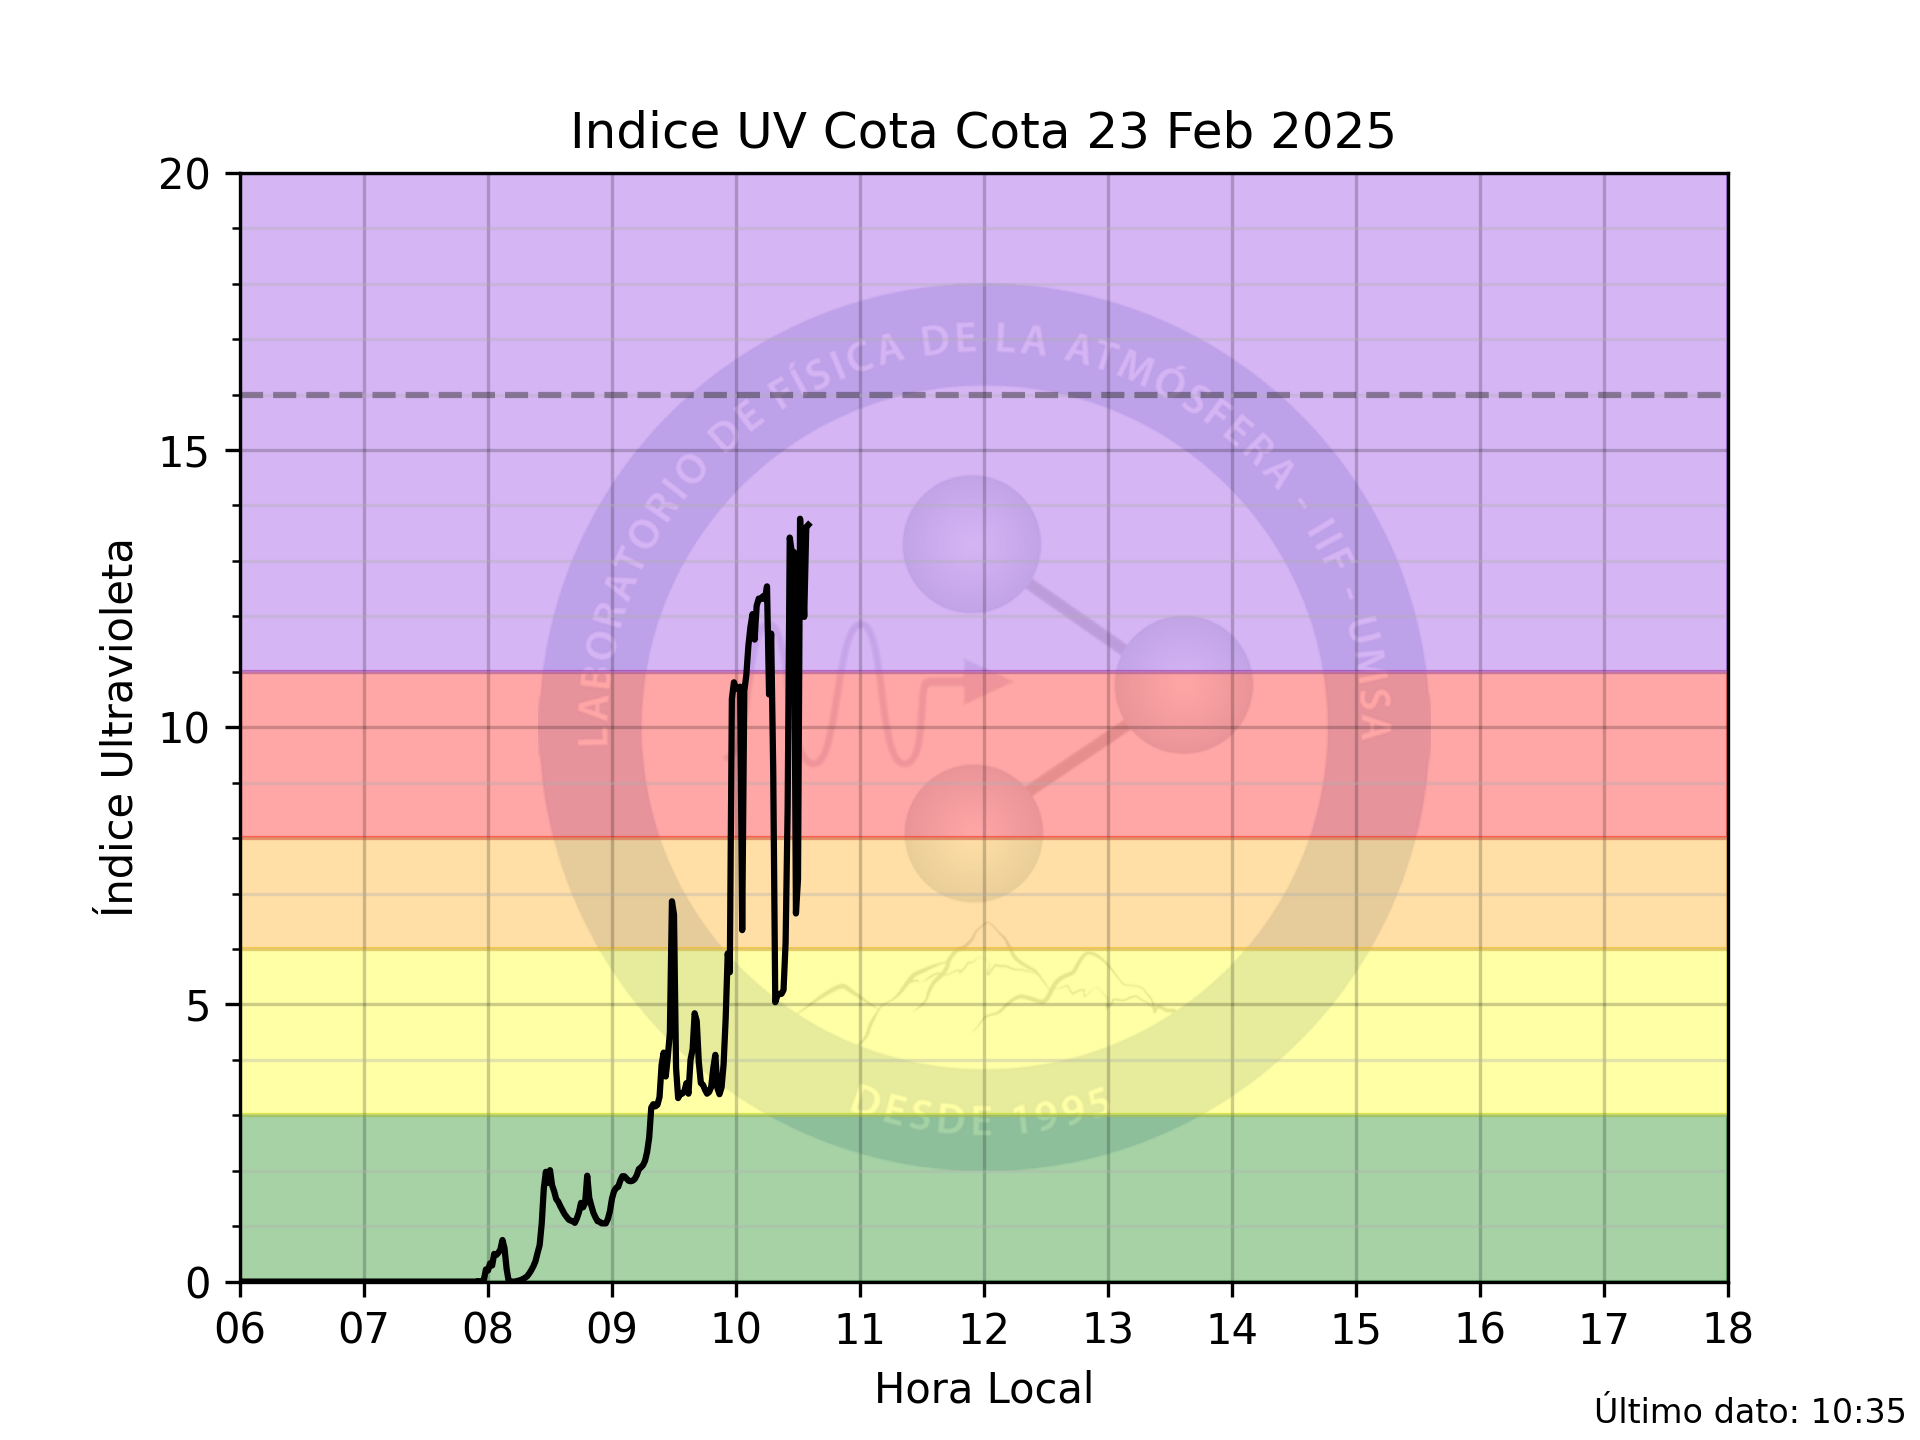 Indice UV Cota Cota 23 Feb 2025
20
15
10
5
0
Índice Ultravioleta
LABORATORIO DE FÍSICA DE LA ATMÓSFERA - IIF - UMSA
DESDE 1995
06 07 08 09 10 11 12 13 14 15 16 17 18
Hora Local
Último dato: 10:35